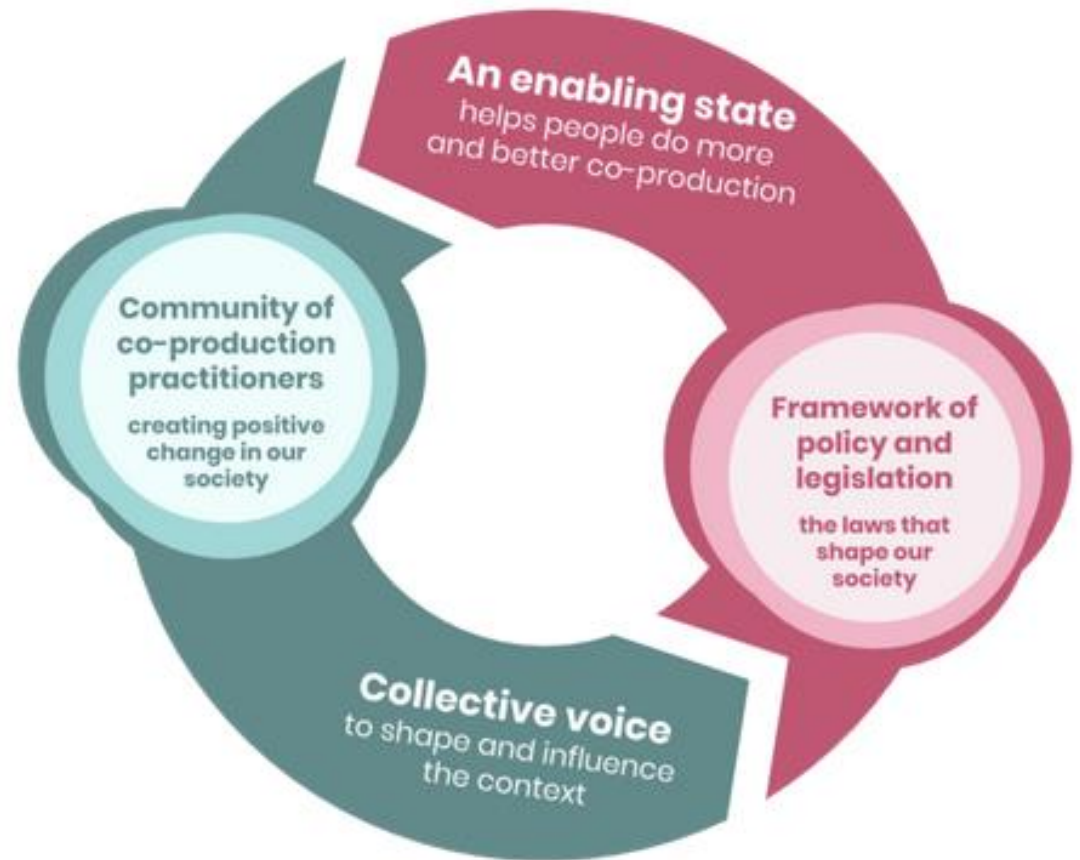 An enabling state
helps people do more
and better co-production
Community of
co-production
practitioners
creating positive
change in our
society
Framework of
policy and
legislation
the laws that
shape our
society
Collective voice
to shape and influence
the context